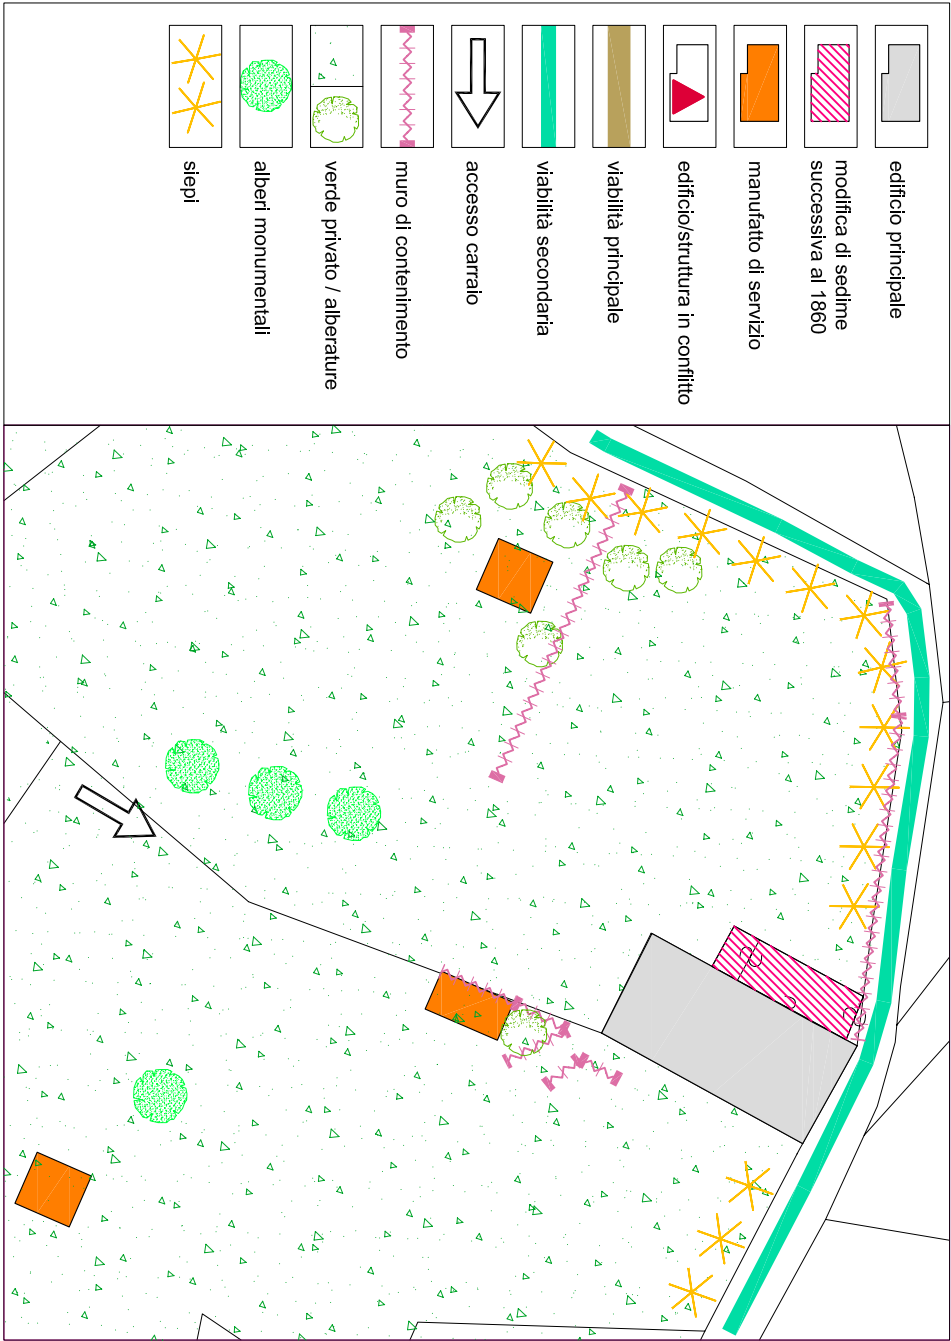 edificio principale
modifica di sedime
successiva al 1860
manufatto di servizio
edificio/struttura in conflitto
viabilità principale
viabilità secondaria
accesso carraio
muro di contenimento
verde privato / alberature
alberi monumentali
siepi